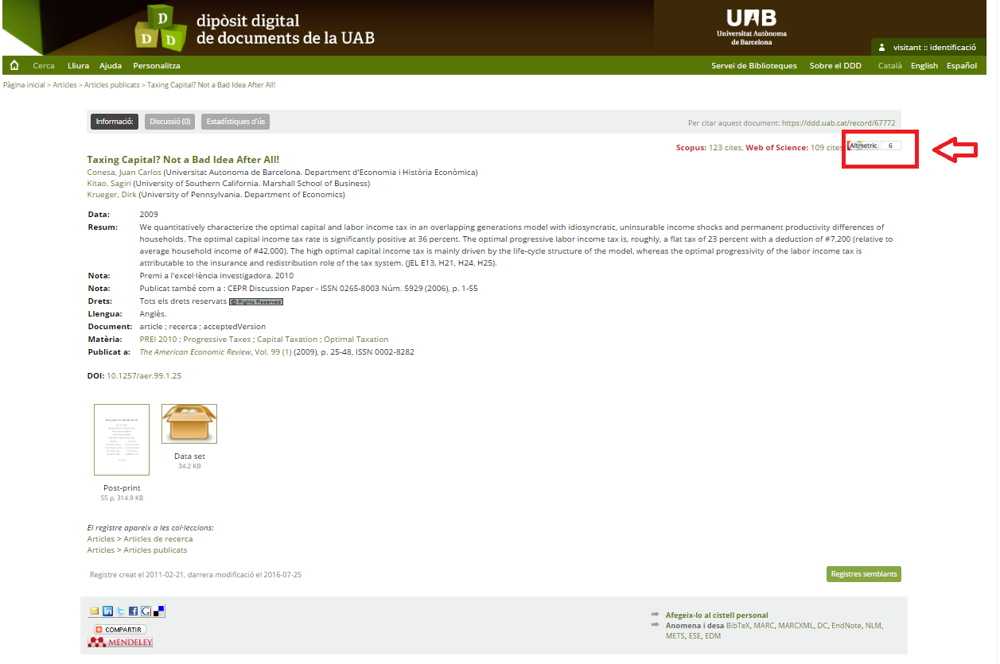 D
D D
dipòsit digital
de documents de la UAB
UAB
Universitat Autònoma
de Barcelona
visitant :: identificació
Cerca Lliura Ajuda Personalitza
Servei de Biblioteques Sobre el DDD Català English Español
Pàgina inicial > Articles > Articles publicats > Taxing Capital? Not a Bad Idea After All!
Informació: Discussió (0) Estadístiques d'ús
Per citar aquest document: https://ddd.uab.cat/record/67772
Scopus: 123 cites, Web of Science: 109 cites
Altmetric 6
Taxing Capital? Not a Bad Idea After All!
Conesa, Juan Carlos (Universitat Autonoma de Barcelona. Department d'Economia i Història Econòmica)
Kitao, Sagiri (University of Southern California. Marshall School of Business)
Krueger, Dirk (University of Pennsylvania. Department of Economics)
Data: 2009
Resum: We quantitatively characterize the optimal capital and labor income tax in an overlapping generations model with idiosyncratic, uninsurable income shocks and permanent productivity differences of
households. The optimal capital income tax rate is significantly positive at 36 percent. The optimal progressive labor income tax is, roughly, a flat tax of 23 percent with a deduction of #7,200 (relative to
average household income of #42,000). The high optimal capital income tax is mainly driven by the life-cycle structure of the model, whereas the optimal progressivity of the labor income tax is
attributable to the insurance and redistribution role of the tax system. (JEL E13, H21, H24, H25).
Nota: Premi a l'excel·lència investigadora. 2010
Nota: Publicat també com a : CEPR Discussion Paper - ISSN 0265-8003 Núm. 5929 (2006), p. 1-55
Drets: Tots els drets reservats © Rights Reserved
Llengua: Anglès.
Document: article ; recerca ; acceptedVersion
Matèria: PREI 2010 ; Progressive Taxes ; Capital Taxation ; Optimal Taxation
Publicat a: The American Economic Review, Vol. 99 (1) (2009), p. 25-48, ISSN 0002-8282
DOI: 10.1257/aer.99.1.25
Data set
34.2 KB
Post-print
55 p, 314.9 KB
El registre apareix a les col·leccions:
Articles > Articles de recerca
Articles > Articles publicats
Registre creat el 2011-02-21, darrera modificació el 2016-07-25
Registres semblants
COMPARTIR
MENDELEY
Afegeix-lo al cistell personal
Anomena i desa BibTeX, MARC, MARCXML, DC, EndNote, NLM,
METS, ESE, EDM